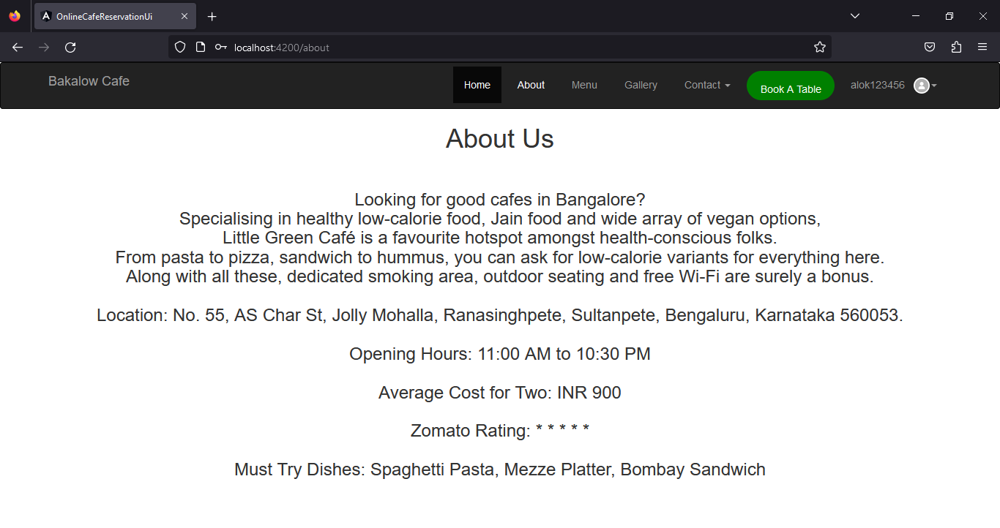 OnlineCafeReservationUi
localhost:4200/about
Bakalow Cafe
Home
About
Menu
Gallery
Contact
Book A Table
alok123456
About Us
Looking for good cafes in Bangalore?
Specialising in healthy low-calorie food, Jain food and wide array of vegan options,
Little Green Café is a favourite hotspot amongst health-conscious folks.
From pasta to pizza, sandwich to hummus, you can ask for low-calorie variants for everything here.
Along with all these, dedicated smoking area, outdoor seating and free Wi-Fi are surely a bonus.
Location: No. 55, AS Char St, Jolly Mohalla, Ranasinghpete, Sultanpete, Bengaluru, Karnataka 560053.
Opening Hours: 11:00 AM to 10:30 PM
Average Cost for Two: INR 900
Zomato Rating: * * * * *
Must Try Dishes: Spaghetti Pasta, Mezze Platter, Bombay Sandwich